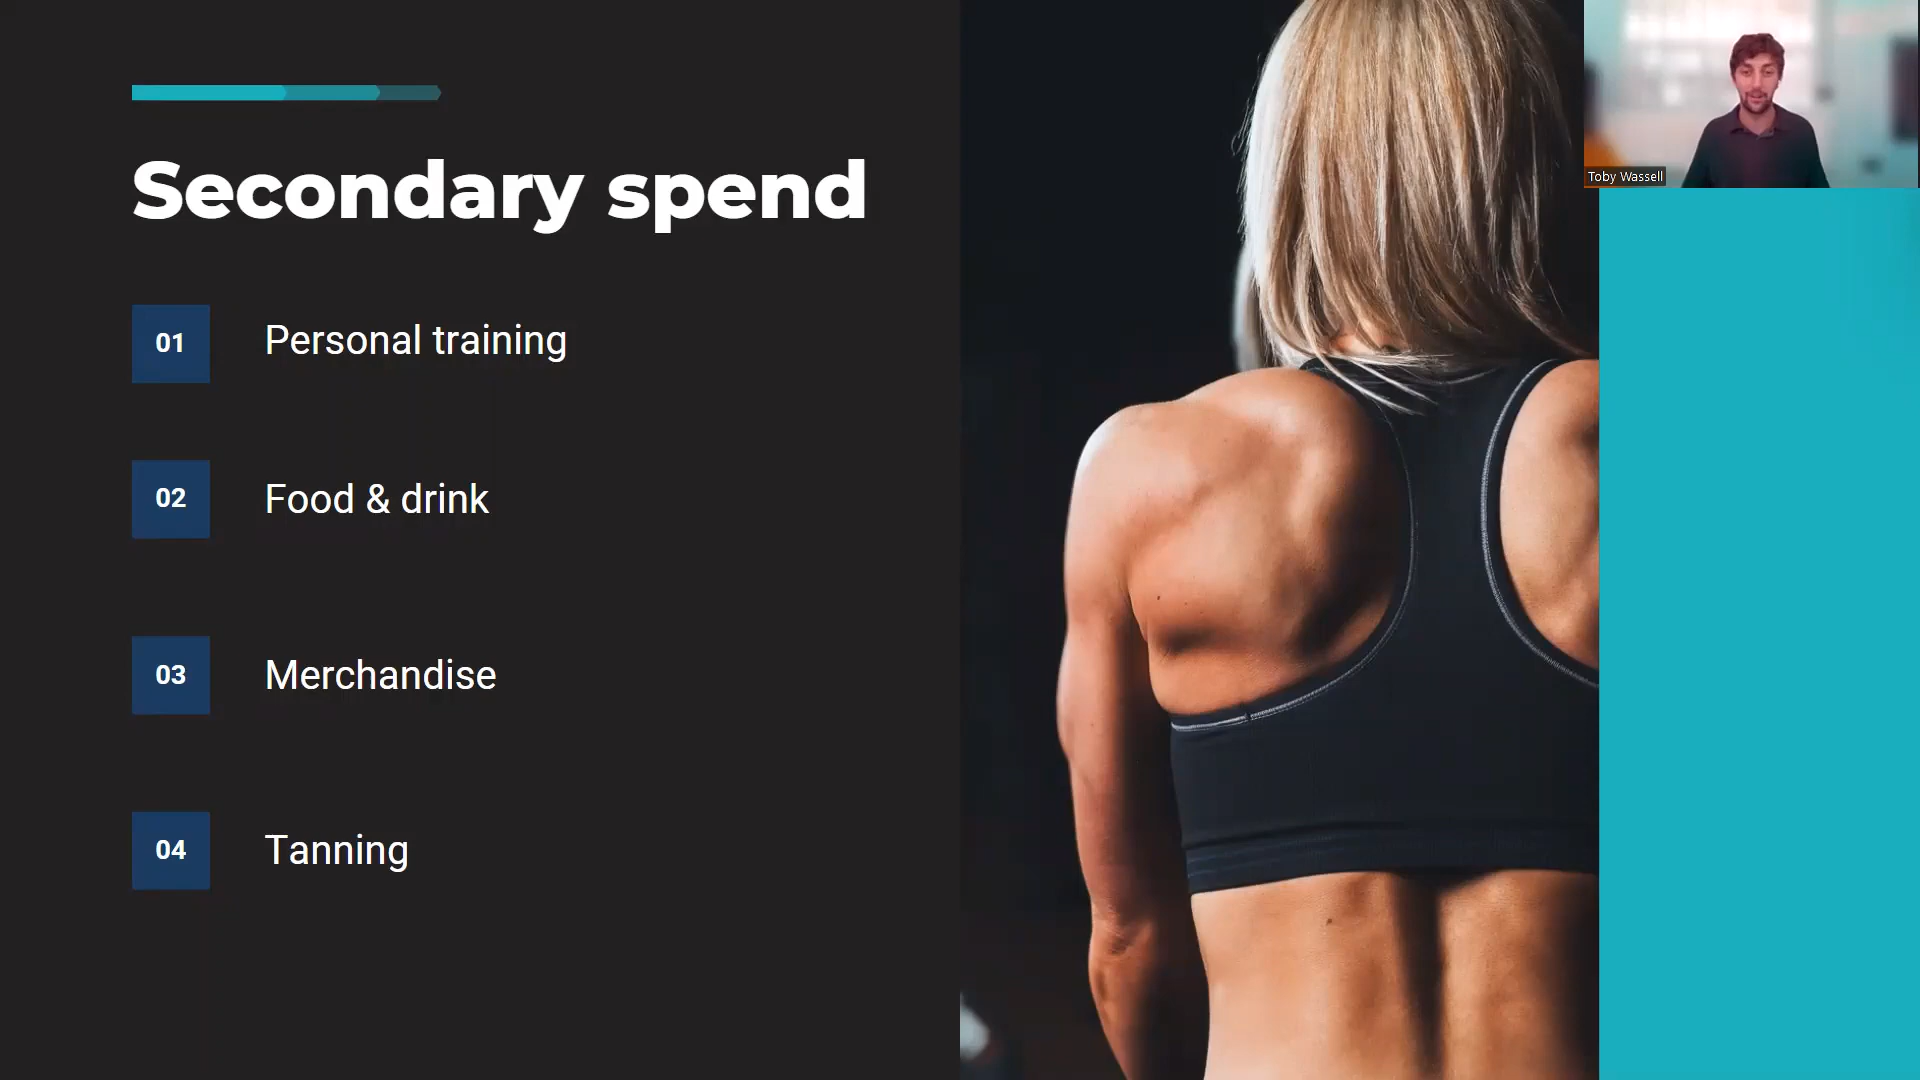 Secondary spend
01 Personal training
02 Food & drink
03 Merchandise
04 Tanning
Toby Wassell